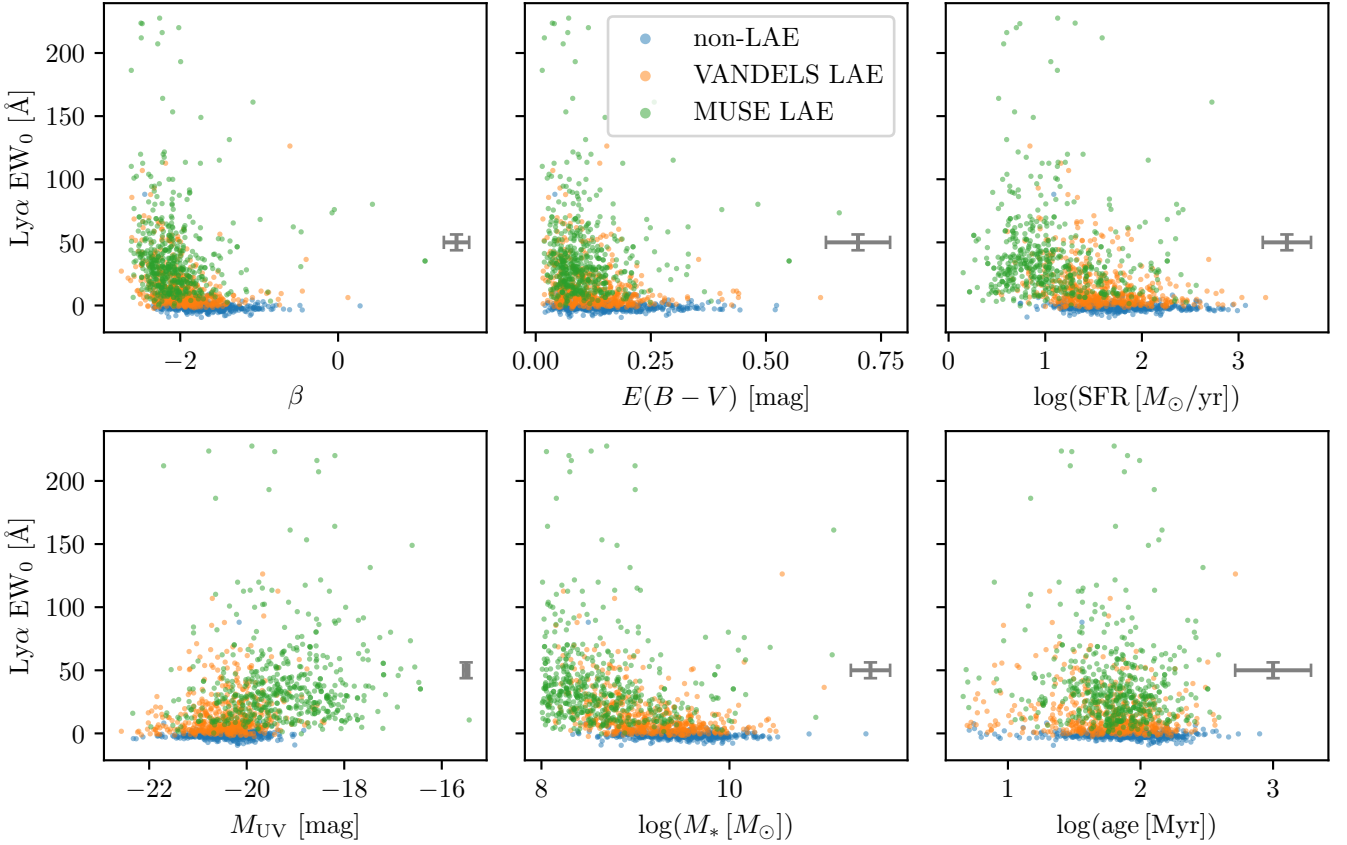 200
150
100
50
0
Lyα EW₀ [Å]
−2
0
β
non-LAE
VANDELS LAE
MUSE LAE
0.00
0.25
0.50
0.75
E(B − V) [mag]
0
1
2
3
log(SFR [M⊙/yr])
200
150
100
50
0
Lyα EW₀ [Å]
−22
−20
−18
−16
M_UV [mag]
8
10
log(M∗ [M⊙])
1
2
3
log(age [Myr])